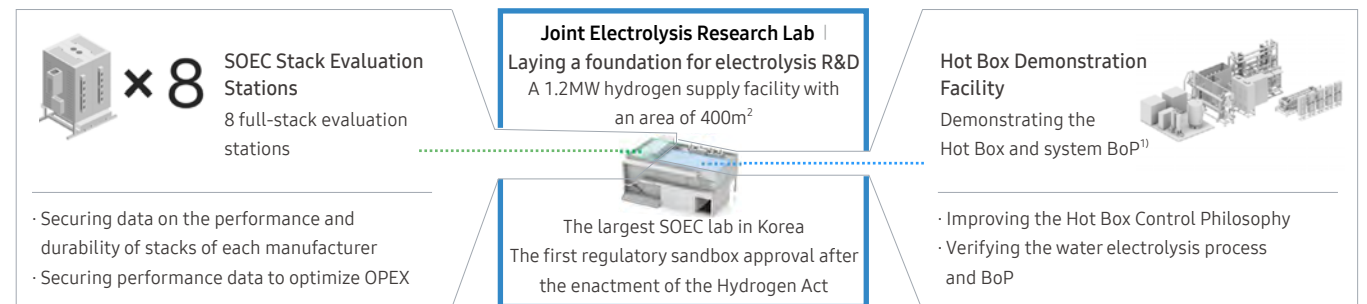 × 8
SOEC Stack Evaluation
Stations
8 full-stack evaluation
stations
· Securing data on the performance and
durability of stacks of each manufacturer
· Securing performance data to optimize OPEX
Joint Electrolysis Research Lab |
Laying a foundation for electrolysis R&D
A 1.2MW hydrogen supply facility with
an area of 400m²
The largest SOEC lab in Korea
The first regulatory sandbox approval after
the enactment of the Hydrogen Act
Hot Box Demonstration
Facility
Demonstrating the
Hot Box and system BoP¹⁾
· Improving the Hot Box Control Philosophy
· Verifying the water electrolysis process
and BoP